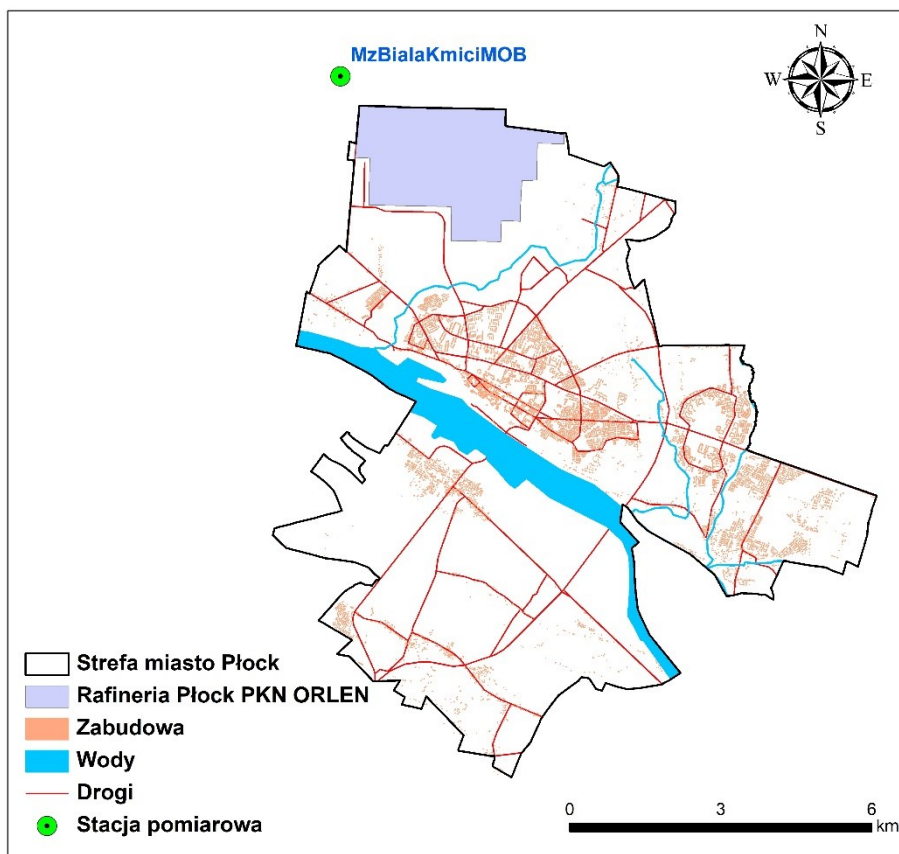 MzBialaKmiciMOB
N
W E
S
Strefa miasto Płock
Rafineria Płock PKN ORLEN
Zabudowa
Wody
Drogi
Stacja pomiarowa
0 3 6
km